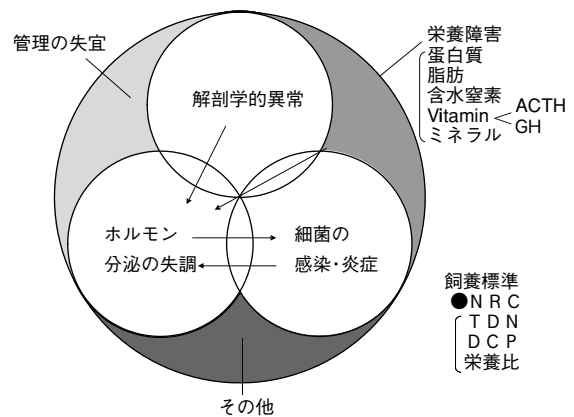 管理の失宜
解剖学的異常
栄養障害
蛋白質
脂肪
含水窒素
Vitamin
ミネラル
ACTH
GH
ホルモン
分泌の失調
細菌の
感染・炎症
飼養標準
●NRC
TDN
DCP
栄養比
その他